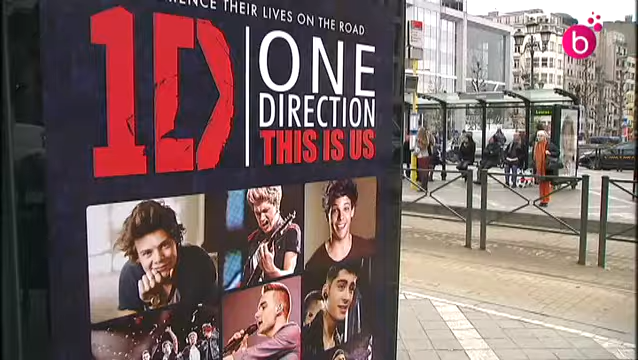 ENCE THEIR LIVES ON THE ROAD
1D
ONE
DIRECTION
THIS IS US
b